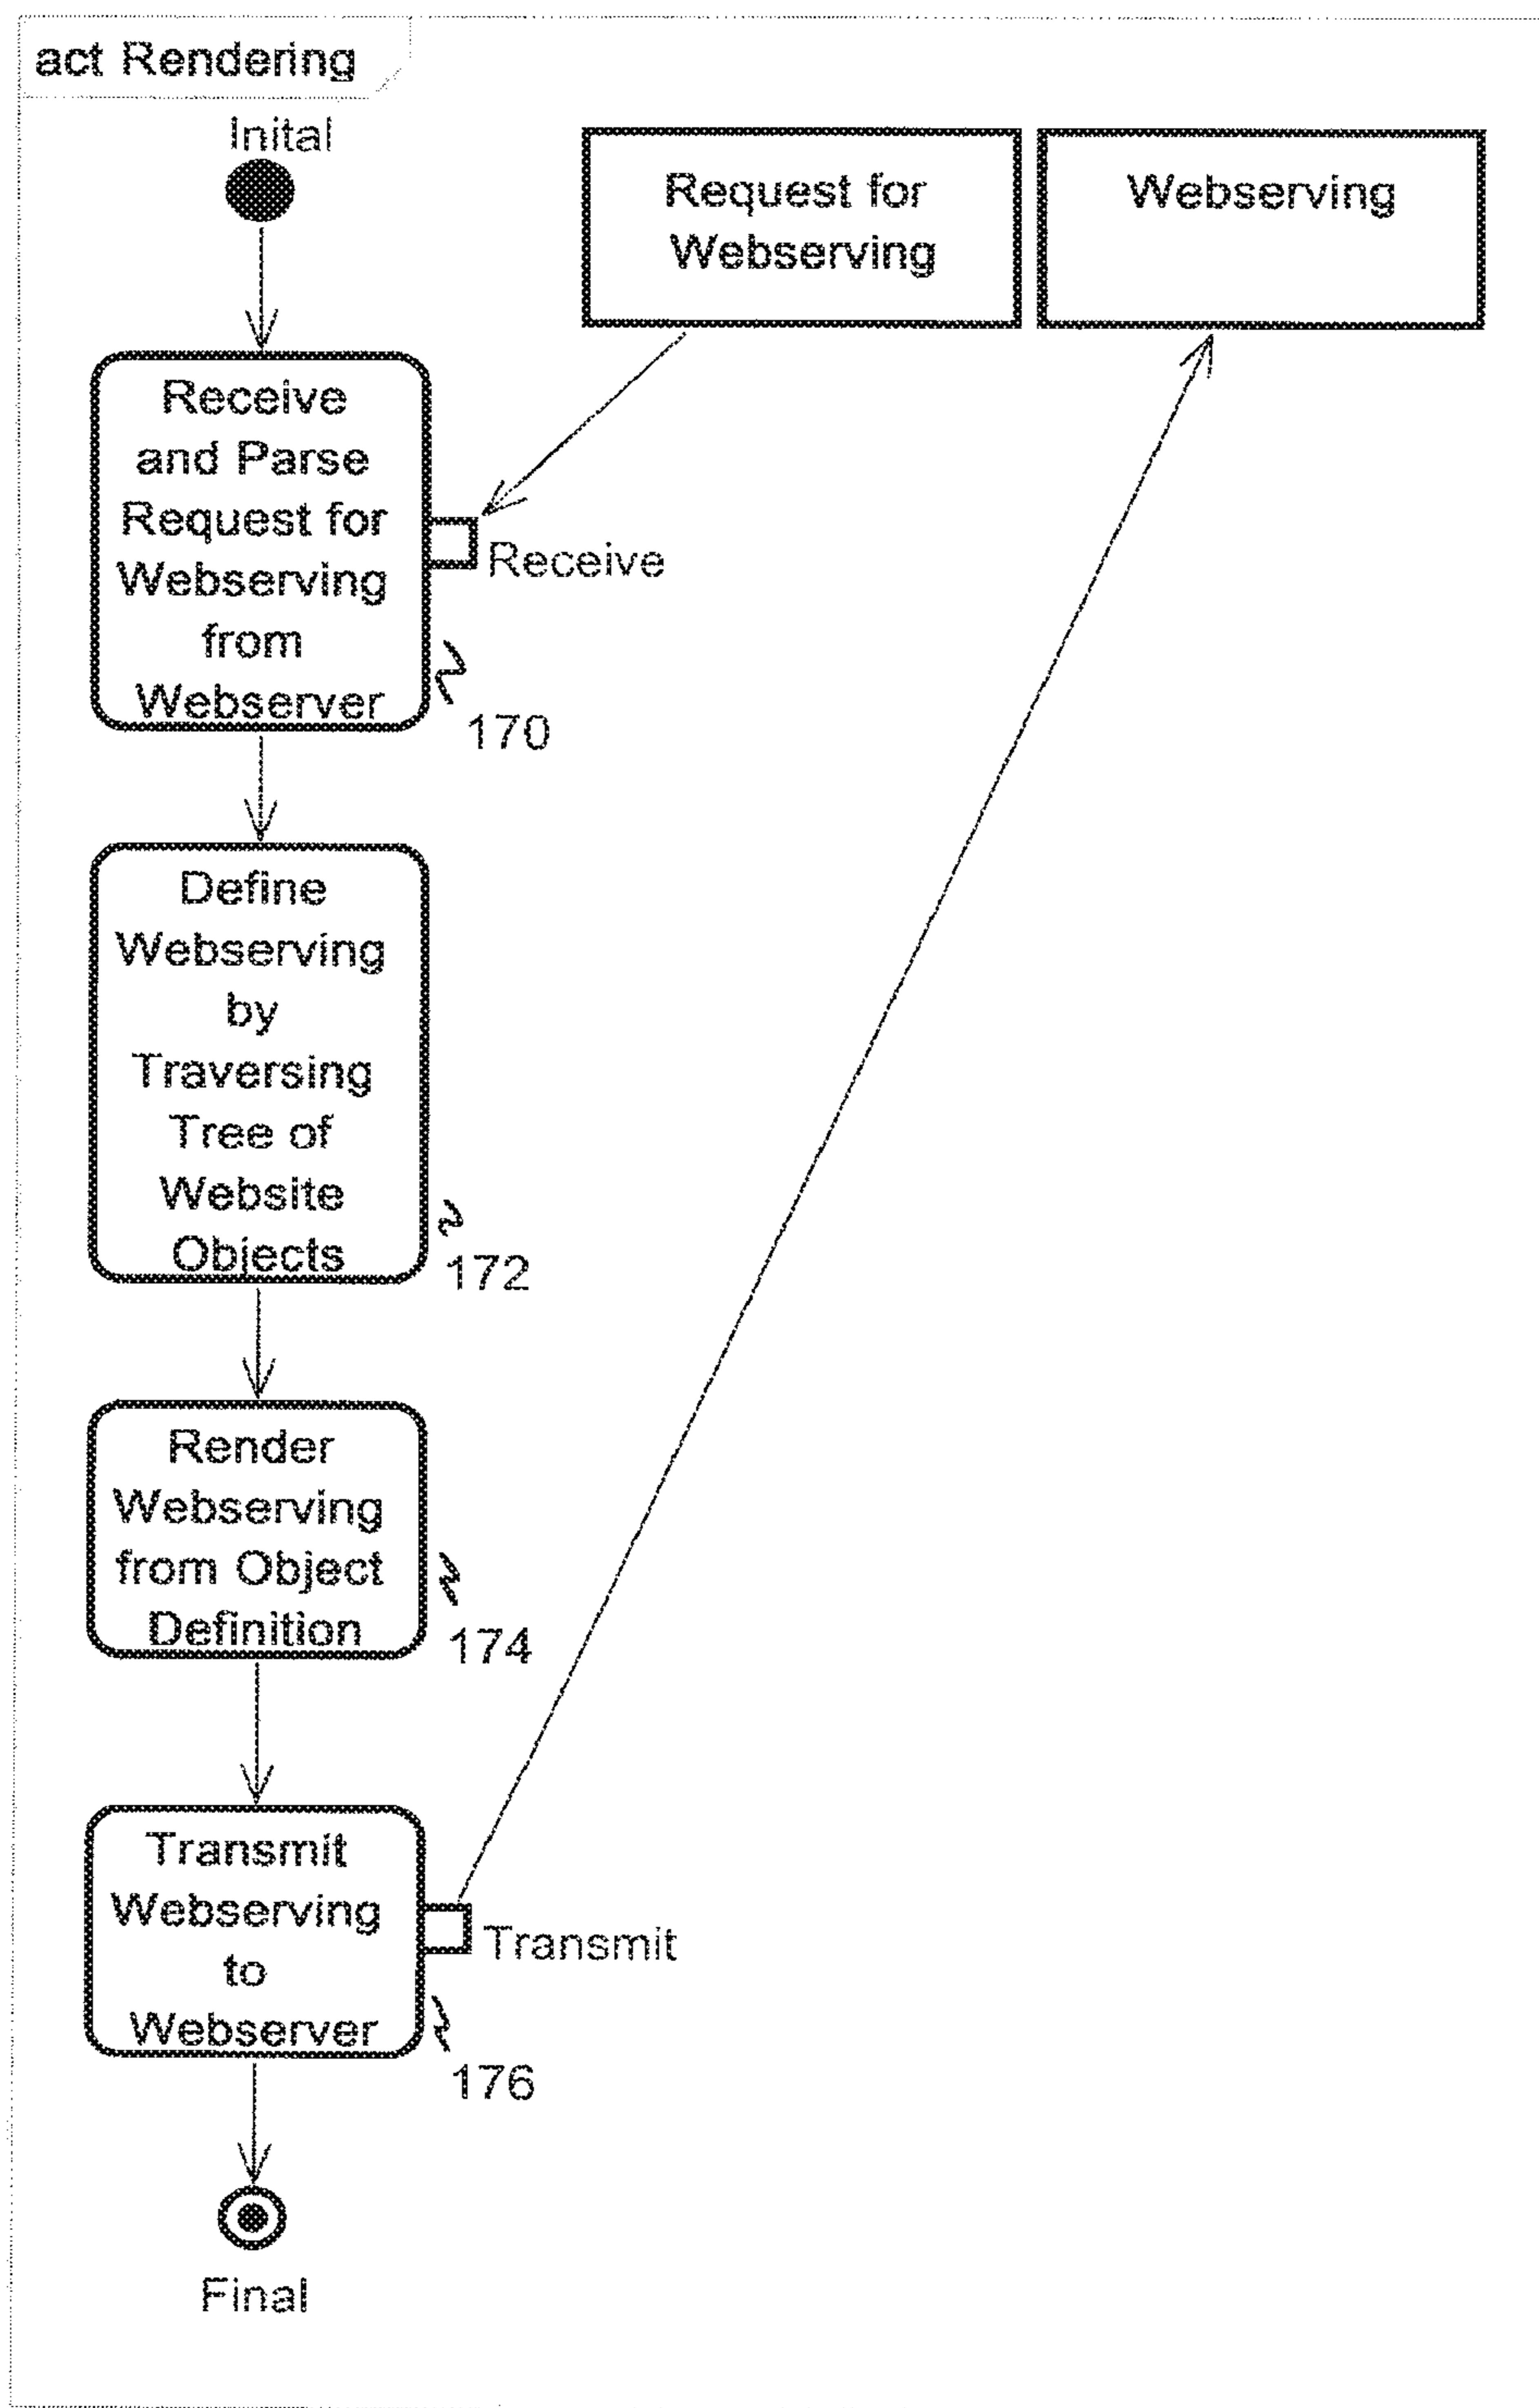 act Rendering
Inital
Request for
Webserving
Webserving
Receive
and Parse
Request for
Webserving
from
Webserver
Receive
170
Define
Webserving
by
Traversing
Tree of
Website
Objects
172
Render
Webserving
from Object
Definition
174
Transmit
Webserving
to
Webserver
Transmit
176
Final